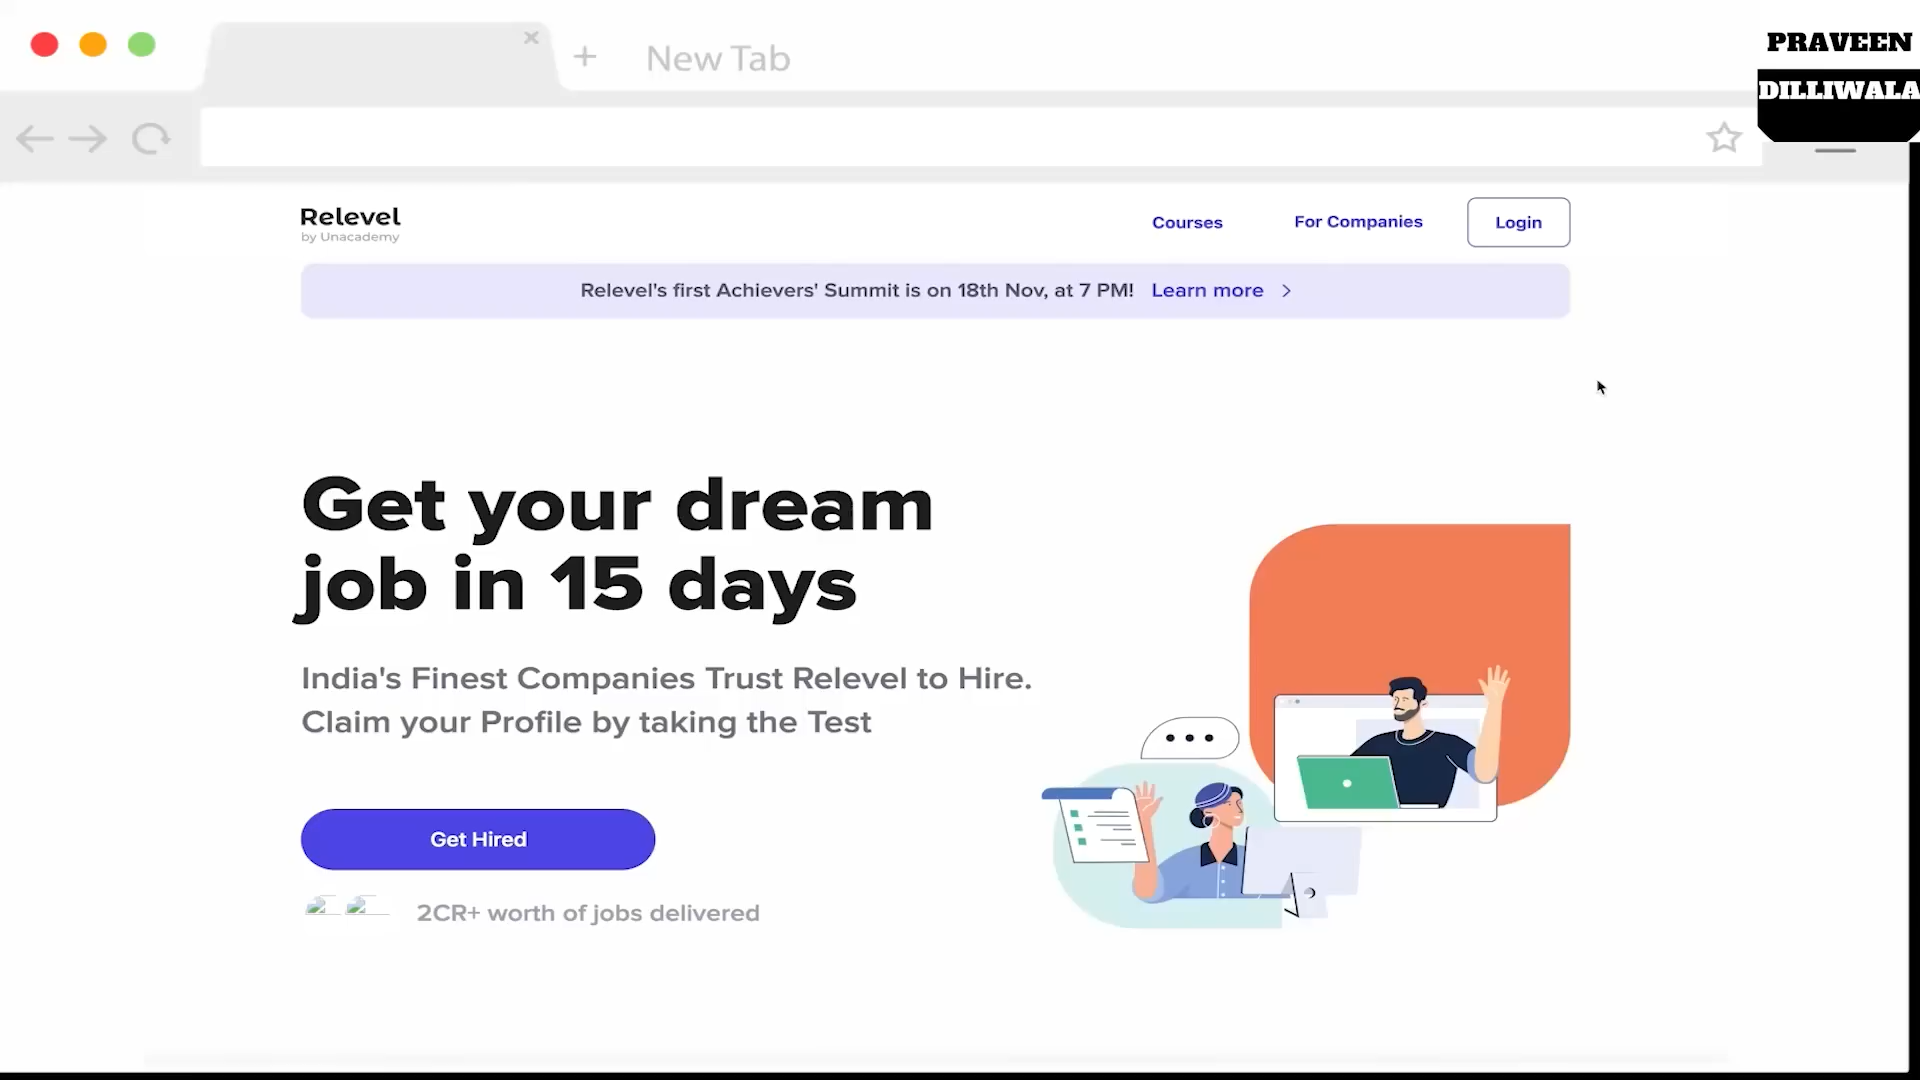 New Tab
PRAVEEN
DILLIWALA
Relevel
by Unacademy
Courses
For Companies
Login
Relevel's first Achievers' Summit is on 18th Nov, at 7 PM! Learn more
Get your dream
job in 15 days
India's Finest Companies Trust Relevel to Hire.
Claim your Profile by taking the Test
Get Hired
2CR+ worth of jobs delivered